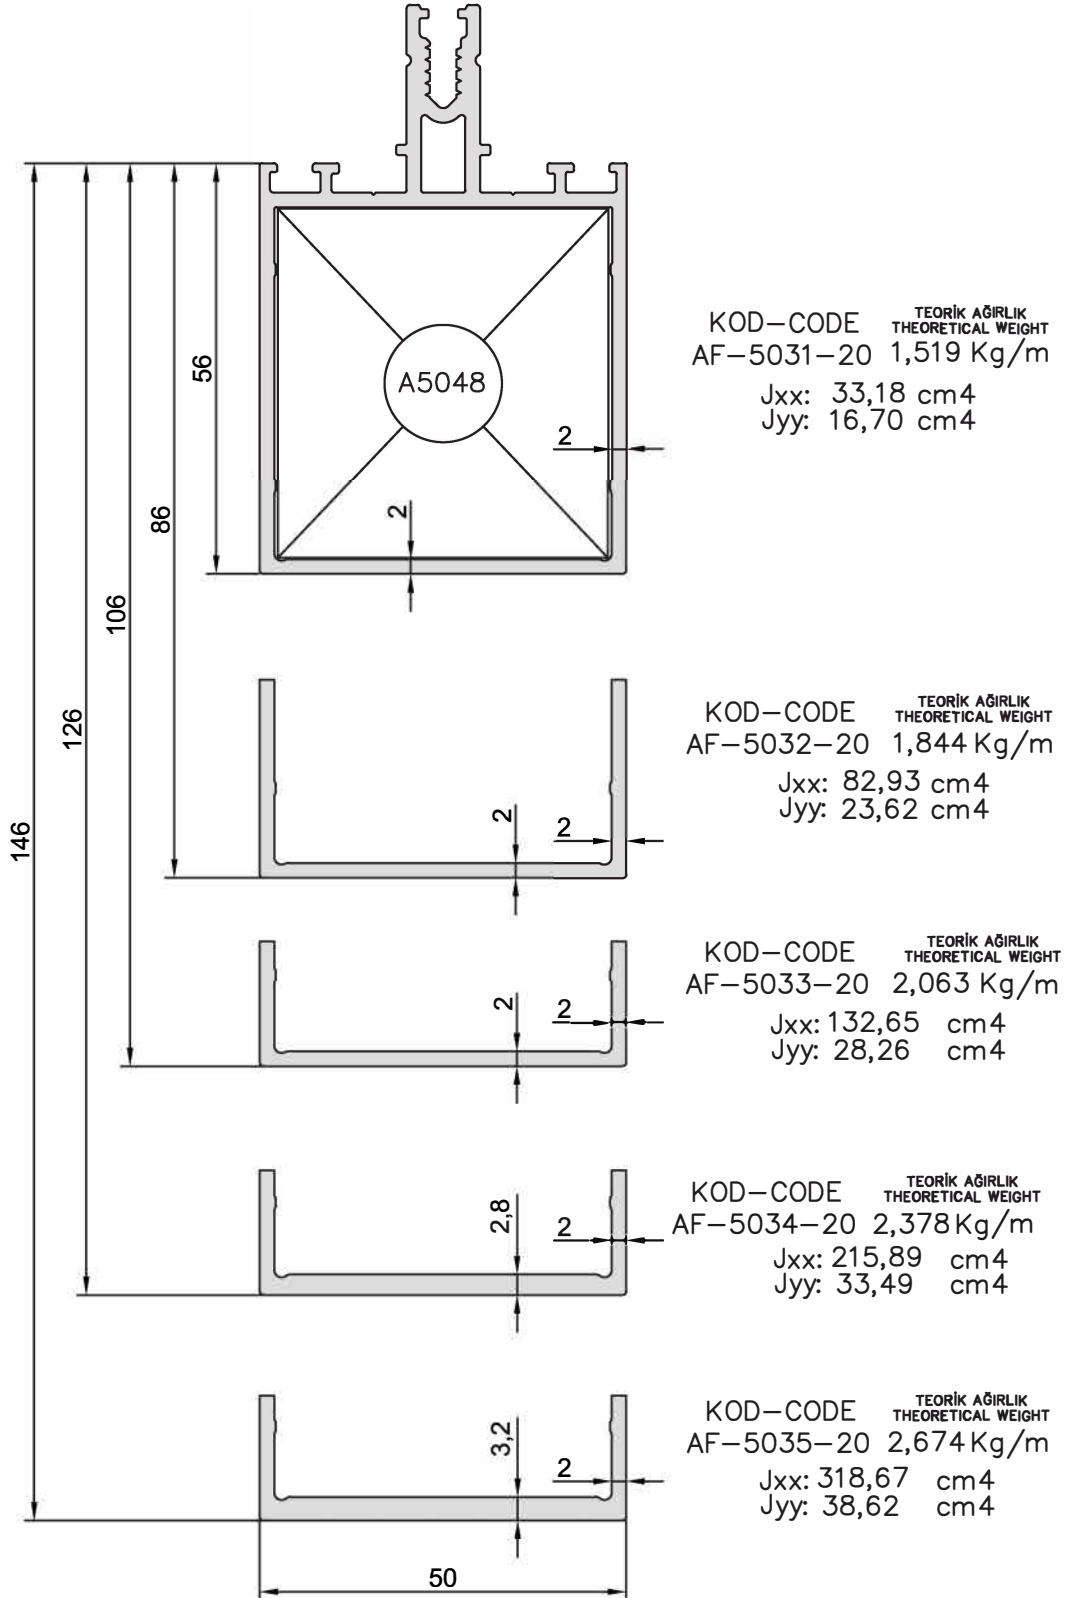 56
86
106
126
146
A5048
2
2
KOD-CODE TEORİK AĞIRLIK
THEORETICAL WEIGHT
AF-5031-20 1,519 Kg/m
Jxx: 33,18 cm4
Jyy: 16,70 cm4
2
2
KOD-CODE TEORİK AĞIRLIK
THEORETICAL WEIGHT
AF-5032-20 1,844 Kg/m
Jxx: 82,93 cm4
Jyy: 23,62 cm4
2
2
KOD-CODE TEORİK AĞIRLIK
THEORETICAL WEIGHT
AF-5033-20 2,063 Kg/m
Jxx: 132,65 cm4
Jyy: 28,26 cm4
2,8
2
KOD-CODE TEORİK AĞIRLIK
THEORETICAL WEIGHT
AF-5034-20 2,378 Kg/m
Jxx: 215,89 cm4
Jyy: 33,49 cm4
3,2
2
KOD-CODE TEORİK AĞIRLIK
THEORETICAL WEIGHT
AF-5035-20 2,674 Kg/m
Jxx: 318,67 cm4
Jyy: 38,62 cm4
50